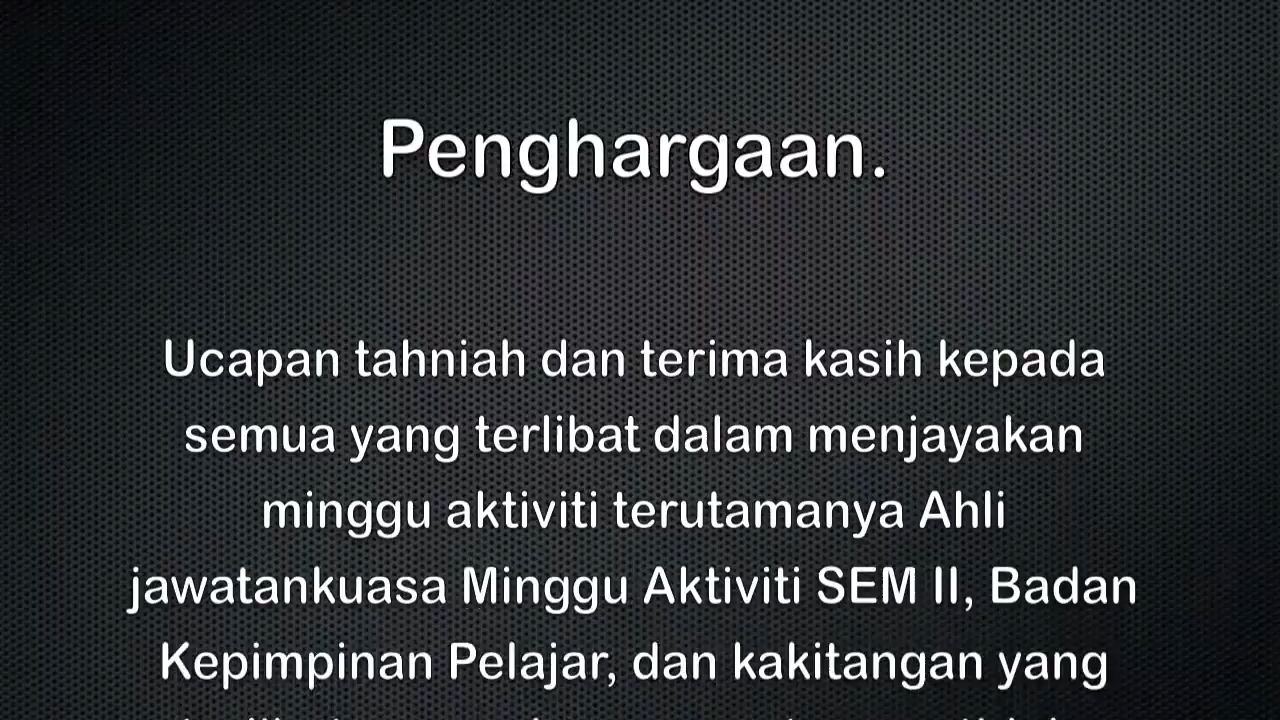 Penghargaan.
Ucapan tahniah dan terima kasih kepada
semua yang terlibat dalam menjayakan
minggu aktiviti terutamanya Ahli
jawatankuasa Minggu Aktiviti SEM II, Badan
Kepimpinan Pelajar, dan kakitangan yang